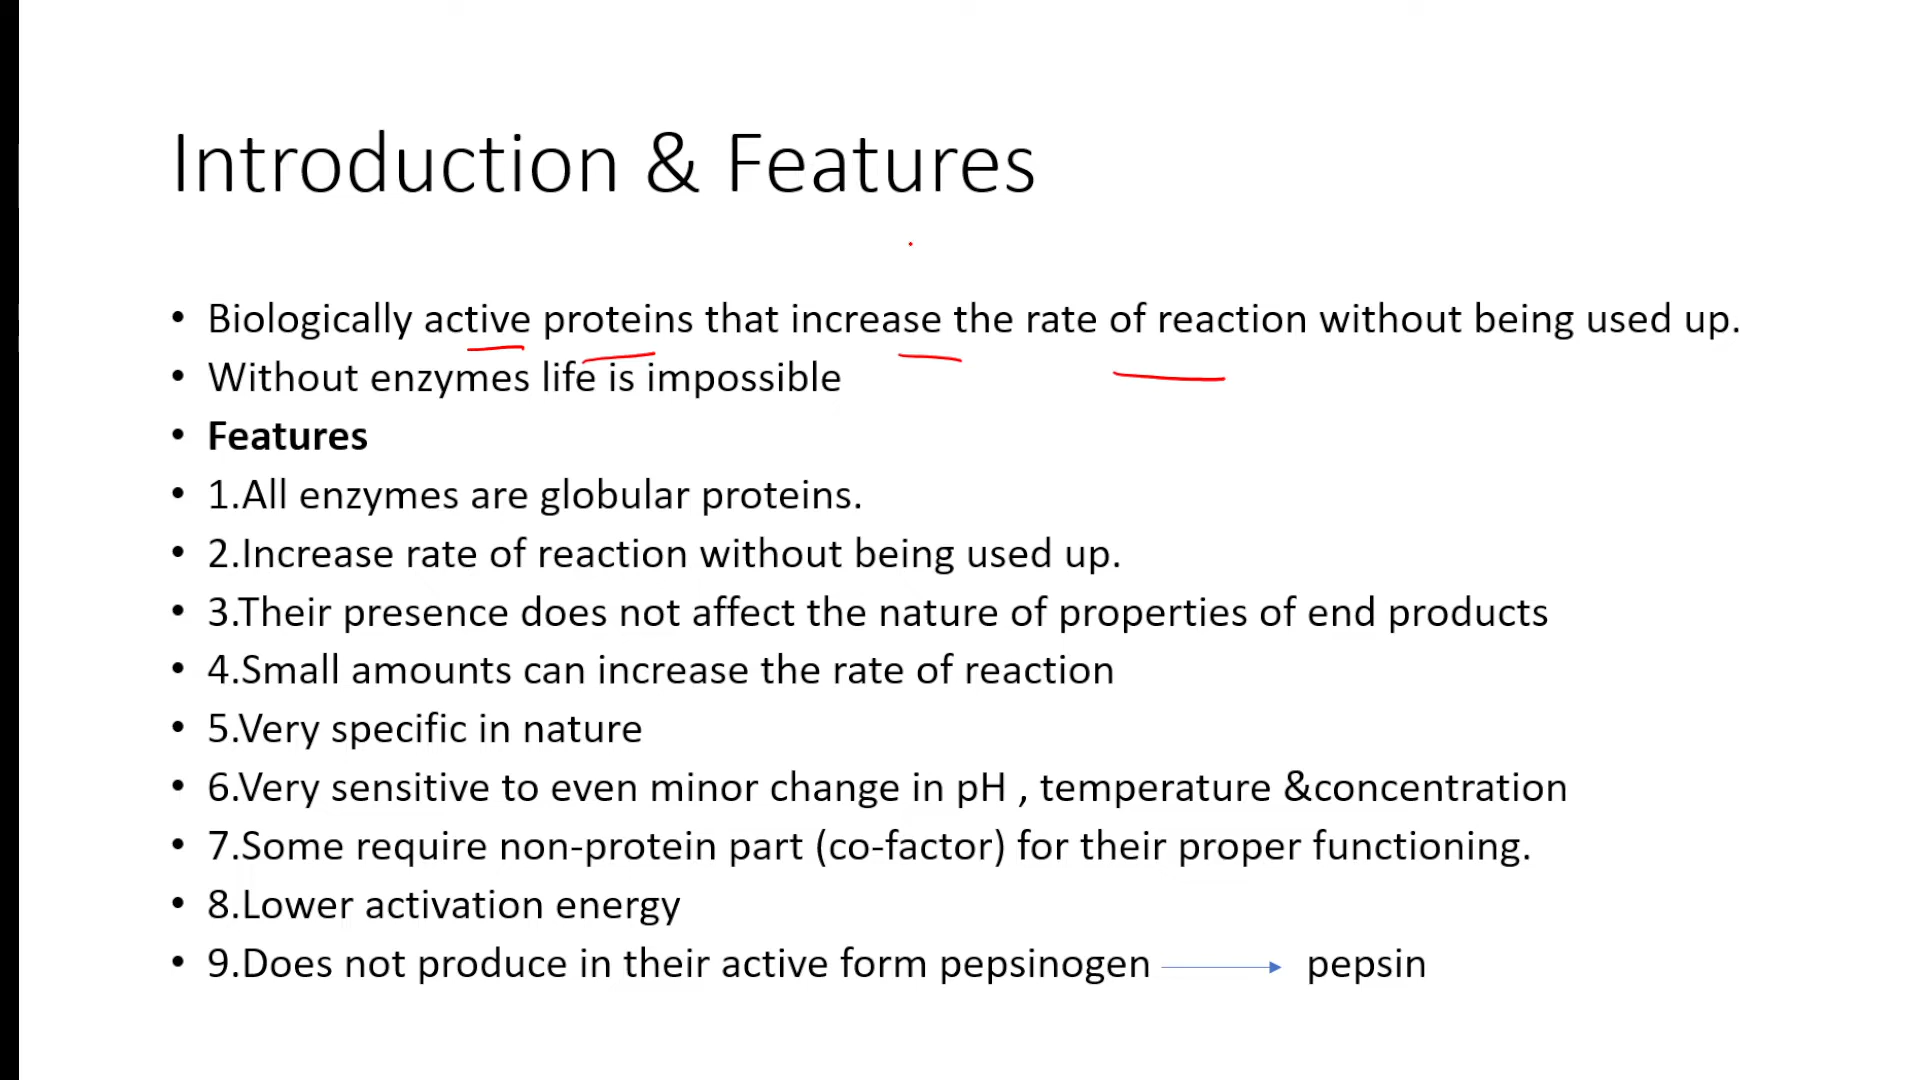 Introduction & Features
• Biologically active proteins that increase the rate of reaction without being used up.
• Without enzymes life is impossible
• Features
• 1.All enzymes are globular proteins.
• 2.Increase rate of reaction without being used up.
• 3.Their presence does not affect the nature of properties of end products
• 4.Small amounts can increase the rate of reaction
• 5.Very specific in nature
• 6.Very sensitive to even minor change in pH , temperature &concentration
• 7.Some require non-protein part (co-factor) for their proper functioning.
• 8.Lower activation energy
• 9.Does not produce in their active form pepsinogen pepsin